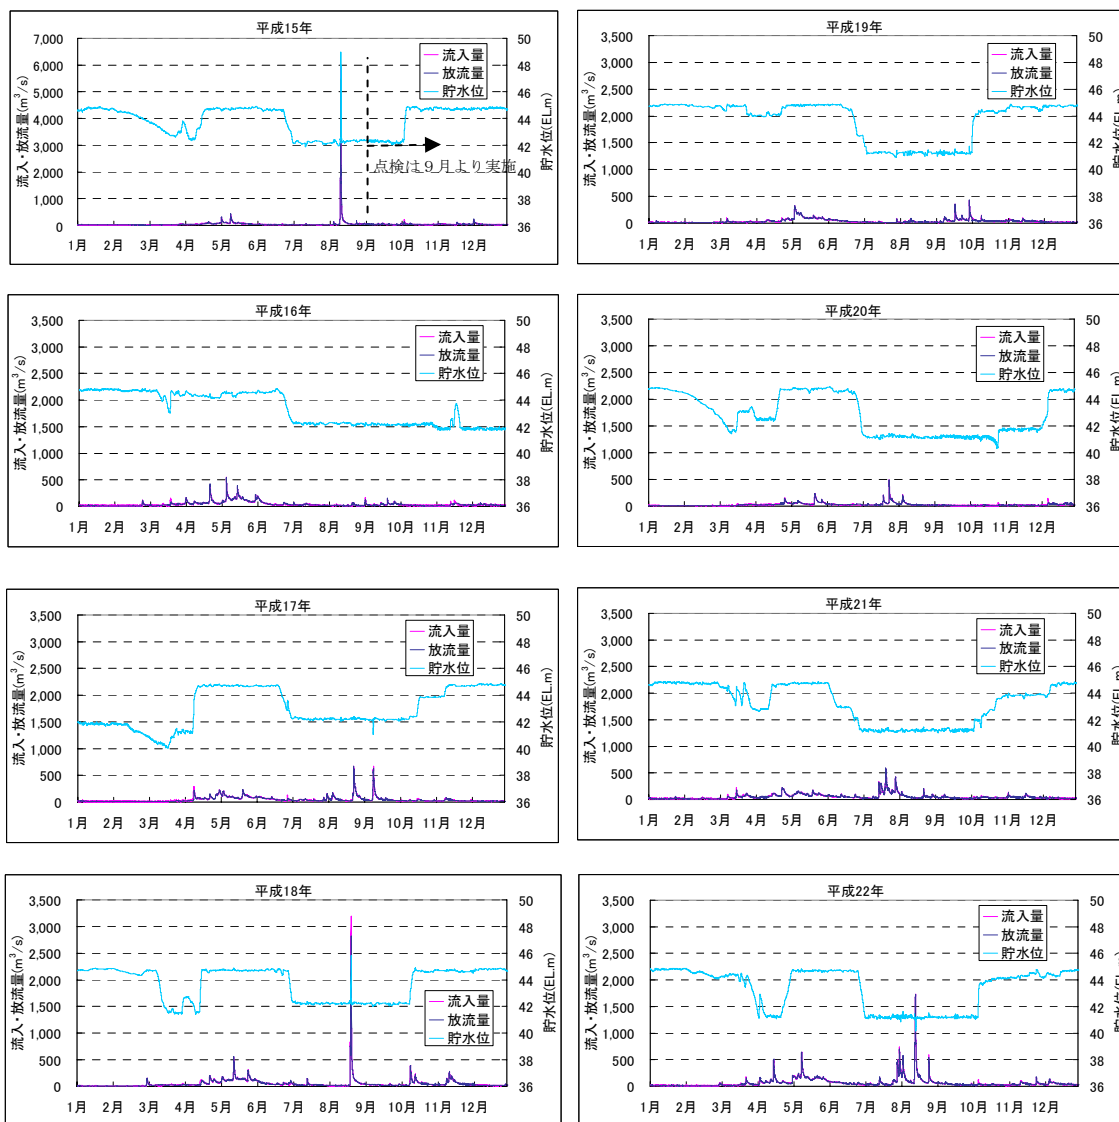 平成15年
7,000
6,000
5,000
4,000
3,000
2,000
1,000
0
流入・放流量(m³/s)
50
48
46
44
42
40
38
36
貯水位(EL.m)
流入量
放流量
貯水位
点検は９月より実施
1月 2月 3月 4月 5月 6月 7月 8月 9月 10月 11月 12月
平成19年
3,500
3,000
2,500
2,000
1,500
1,000
500
0
流入・放流量(m³/s)
50
48
46
44
42
40
38
36
貯水位(EL.m)
流入量
放流量
貯水位
1月 2月 3月 4月 5月 6月 7月 8月 9月 10月 11月 12月
平成16年
3,500
3,000
2,500
2,000
1,500
1,000
500
0
流入・放流量(m³/s)
50
48
46
44
42
40
38
36
貯水位(EL.m)
流入量
放流量
貯水位
1月 2月 3月 4月 5月 6月 7月 8月 9月 10月 11月 12月
平成20年
3,500
3,000
2,500
2,000
1,500
1,000
500
0
流入・放流量(m³/s)
50
48
46
44
42
40
38
36
貯水位(EL.m)
流入量
放流量
貯水位
1月 2月 3月 4月 5月 6月 7月 8月 9月 10月 11月 12月
平成17年
3,500
3,000
2,500
2,000
1,500
1,000
500
0
流入・放流量(m³/s)
50
48
46
44
42
40
38
36
貯水位(EL.m)
流入量
放流量
貯水位
1月 2月 3月 4月 5月 6月 7月 8月 9月 10月 11月 12月
平成21年
3,500
3,000
2,500
2,000
1,500
1,000
500
0
流入・放流量(m³/s)
50
48
46
44
42
40
38
36
貯水位(EL.m)
流入量
放流量
貯水位
1月 2月 3月 4月 5月 6月 7月 8月 9月 10月 11月 12月
平成18年
3,500
3,000
2,500
2,000
1,500
1,000
500
0
流入・放流量(m³/s)
50
48
46
44
42
40
38
36
貯水位(EL.m)
流入量
放流量
貯水位
1月 2月 3月 4月 5月 6月 7月 8月 9月 10月 11月 12月
平成22年
3,500
3,000
2,500
2,000
1,500
1,000
500
0
流入・放流量(m³/s)
50
48
46
44
42
40
38
36
貯水位(EL.m)
流入量
放流量
貯水位
1月 2月 3月 4月 5月 6月 7月 8月 9月 10月 11月 12月